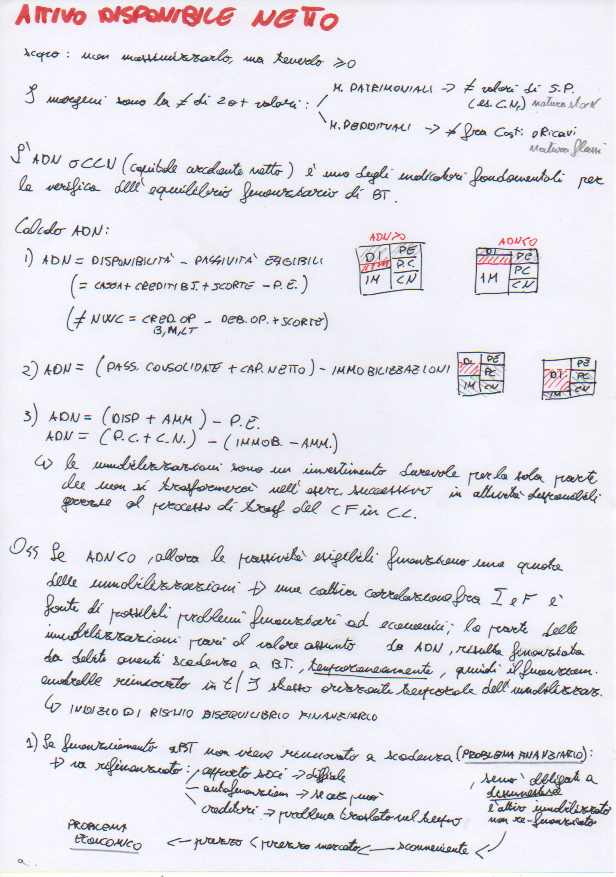 ATTIVO DISPONIBILE NETTO
scopo: non massimizzarlo, ma tenerlo ≥0
I margini sono la ≠ di 2 o + valori:
M. PATRIMONIALI → ≠ valori di S.P.
(es. C.N.) natura stock
M. REDDITUALI → ≠ fra Costi e Ricavi
natura flussi
L'ADN o CCN (capitale circolante netto) è uno degli indicatori fondamentali per
la verifica dell'equilibrio finanziario di BT.
Calcolo ADN:
ADN>0
DI PE
PC
IM CN
ADN<0
DI PE
PC
IM CN
1) ADN = DISPONIBILITÀ - PASSIVITÀ ESIGIBILI
(= CASSA + CREDITI BT. + SCORTE - P.E.)
(≠ NWC = CRED. OP - DEB. OP. + SCORTE)
B,M,LT
2) ADN = (PASS. CONSOLIDATE + CAP. NETTO) - IMMOBILIZZAZIONI
DI PE
PC
IM CN
PE
DI. PC
IM CN
3) ADN = (DISP + AMM) - P.E.
ADN = (P.C. + C.N.) - (IMMOB. - AMM.)
↳ le immobilizzazioni sono un investimento durevole per la sola parte
che non si trasformerà nell'eserc. successivo in attività disponibili
grazie al processo di trasf. del CF in CC.
Oss. Se ADN<0, allora le passività esigibili finanziano una quota
delle immobilizzazioni → una cattiva correlazione fra I e F è
fonte di possibili problemi finanziari ed economici; la parte delle
immobilizzazioni pari al valore assunto da ADN, risulta finanziata
da debiti aventi scadenza a BT., temporaneamente, quindi il finanziam.
andrebbe rinnovato in t/ stesso orizzonte temporale dell'immobilizzaz.
↳ INDIZIO DI RISCHIO DISEQUILIBRIO FINANZIARIO
1) Se finanziamento a BT non viene rinnovato a scadenza (PROBLEMA FINANZIARIO):
→ va rifinanziato: apporto soci → difficile
autofinanziam → se
creditori → problema traslato nel tempo
, sennò obbligati a
dismettere
l'attivo immobilizzato
non re-finanziato
PROBLEMA
ECONOMICO
← prezzo < prezzo mercato ← sconveniente ←